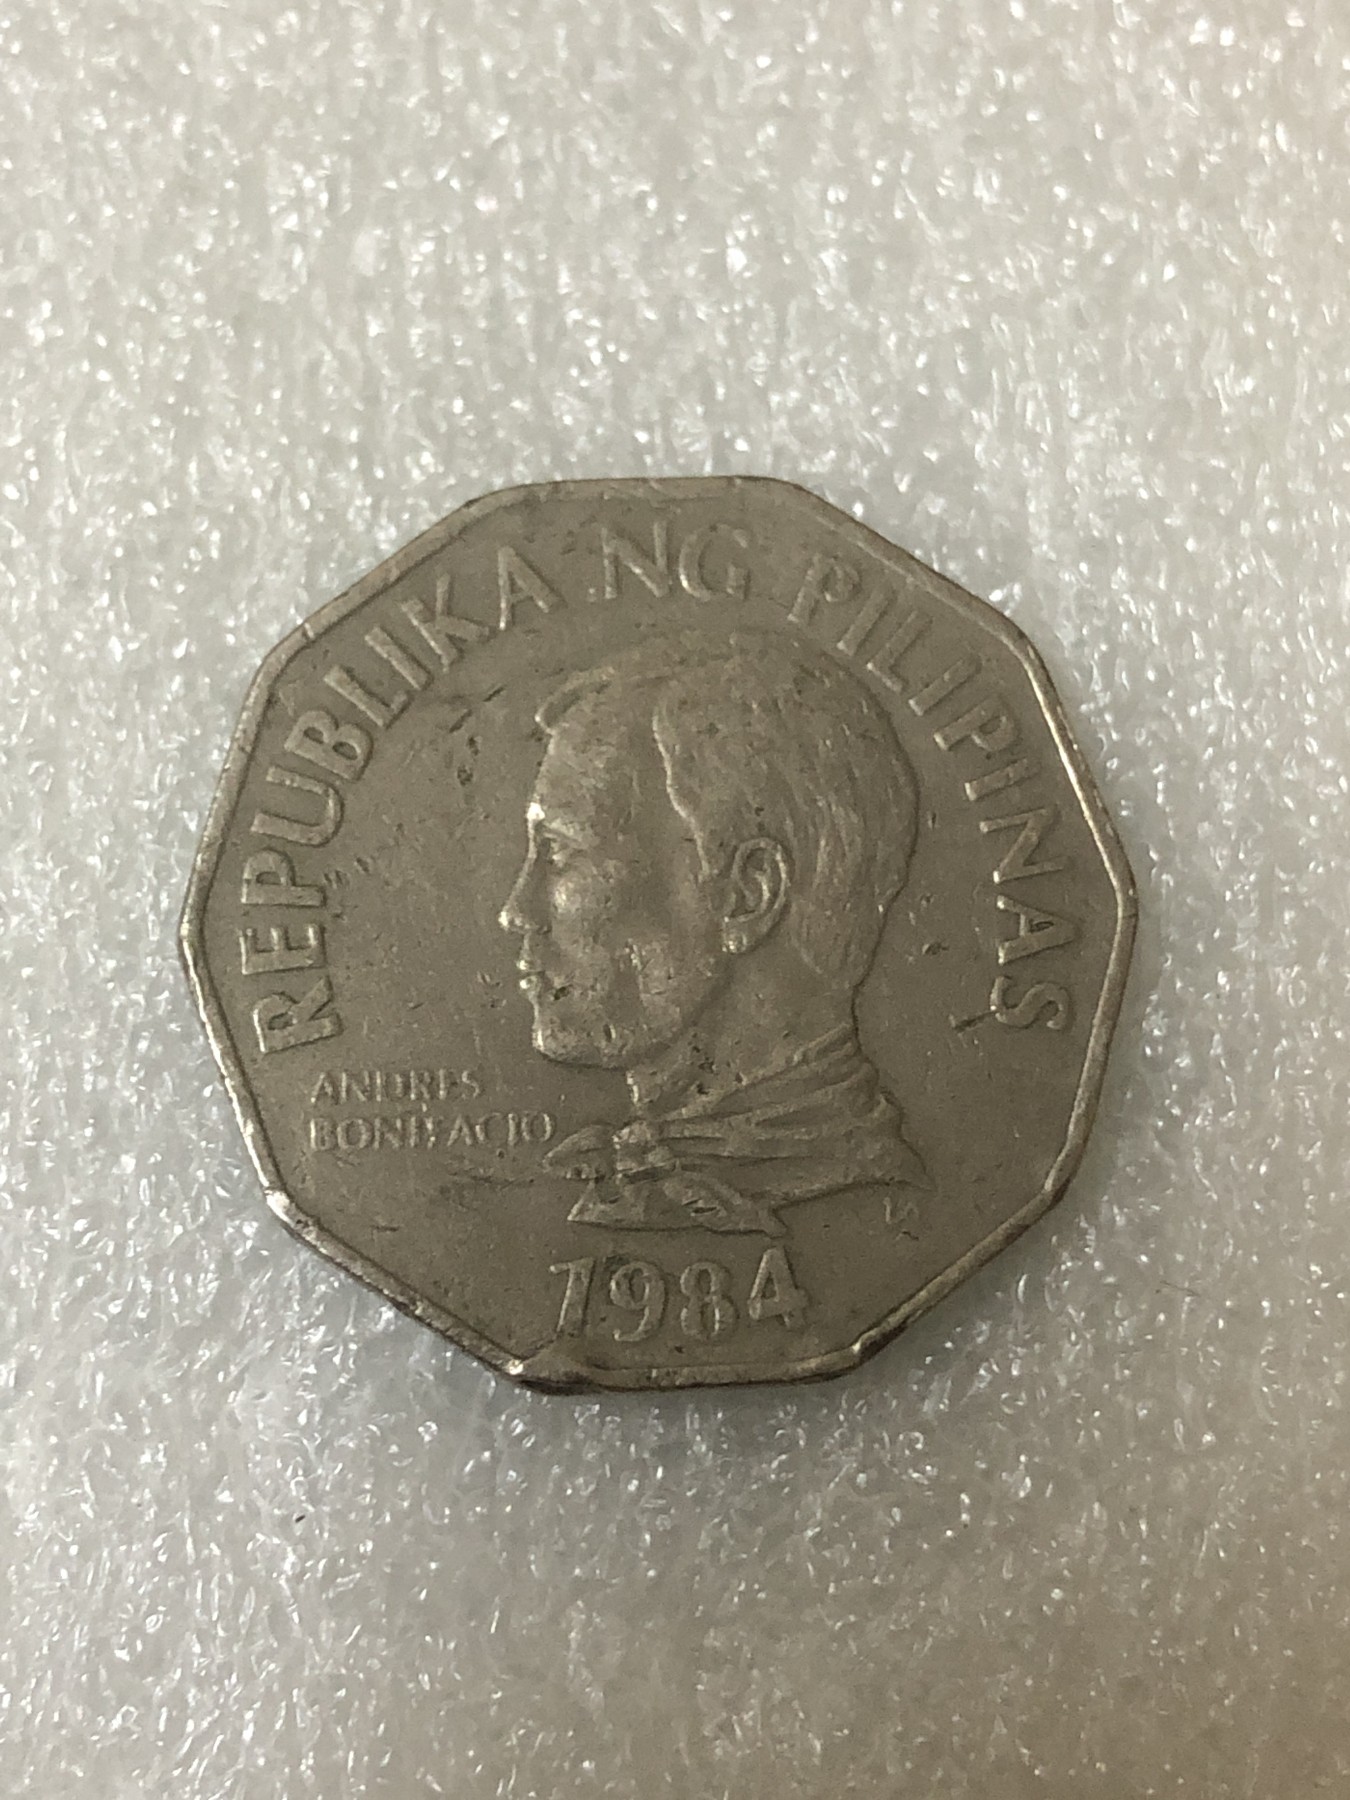 REPUBLIKA NG PILIPINAS
ANDRES
BONIFACIO
1984